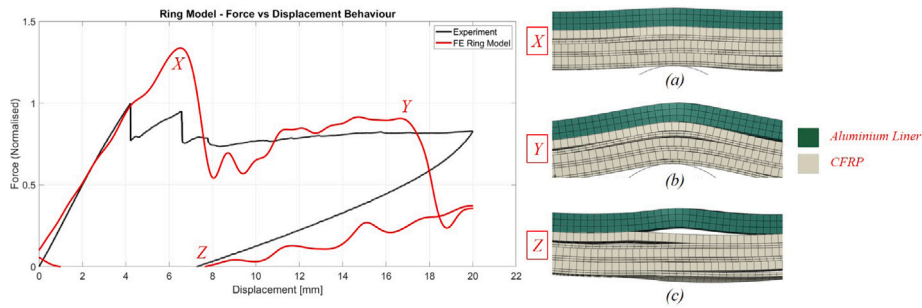 Ring Model - Force vs Displacement Behaviour
Experiment
FE Ring Model
X
Y
Z
Force (Normalised)
1.5
1
0.5
0
0 2 4 6 8 10 12 14 16 18 20 22
Displacement [mm]
X
(a)
Y
(b)
Z
(c)
Aluminium Liner
CFRP